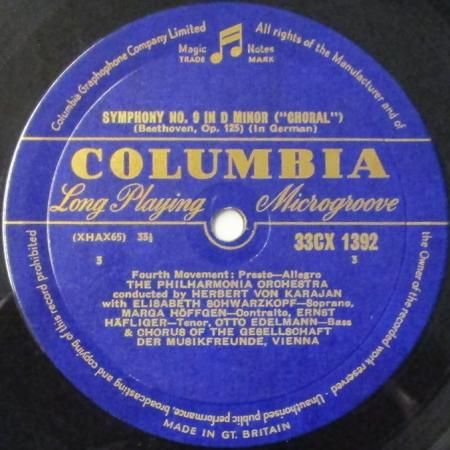 Columbia Graphophone Company Limited
All rights of the Manufacturer and of
the Owner of the recorded work reserved - Unauthorised public performance, broadcasting and copying of this record prohibited
Magic Notes
TRADE MARK
SYMPHONY NO. 9 IN D MINOR ("CHORAL")
(Beethoven, Op. 125) (In German)
COLUMBIA
Long Playing Microgroove
(XHAX65) 33⅓ 33CX 1392
3 3
Fourth Movement: Presto—Allegro
THE PHILHARMONIA ORCHESTRA
conducted by HERBERT VON KARAJAN
with ELISABETH SCHWARZKOPF—Soprano,
MARGA HÖFFGEN—Contralto, ERNST
HÄFLIGER—Tenor, OTTO EDELMANN—Bass
& CHORUS OF THE GESELLSCHAFT
DER MUSIKFREUNDE, VIENNA
MADE IN GT. BRITAIN